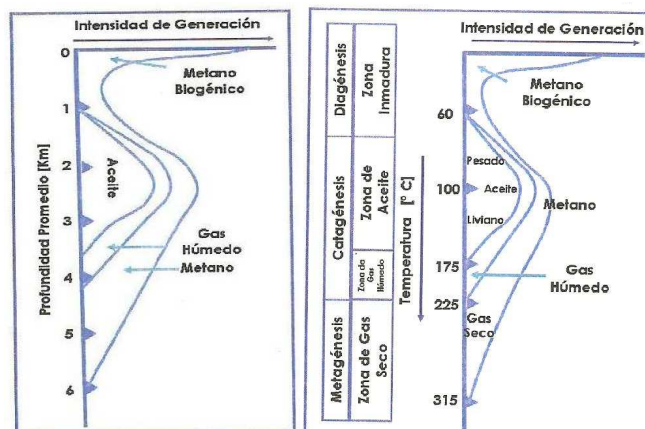 Intensidad de Generación
0
Metano
Biogénico
1
Profundidad Promedio [Km]
2
Aceite
3
Gas
Húmedo
4
Metano
5
6
Intensidad de Generación
Diagénesis
Zona
Inmadura
Metano
Biogénico
60
Catagénesis
Zona de
Aceite
Temperatura [° C]
Pesado
100
Aceite
Metano
Liviano
Zona de
Gas
Húmedo
175
Gas
Húmedo
225
Metagénesis
Zona de Gas
Seco
Gas
Seco
315